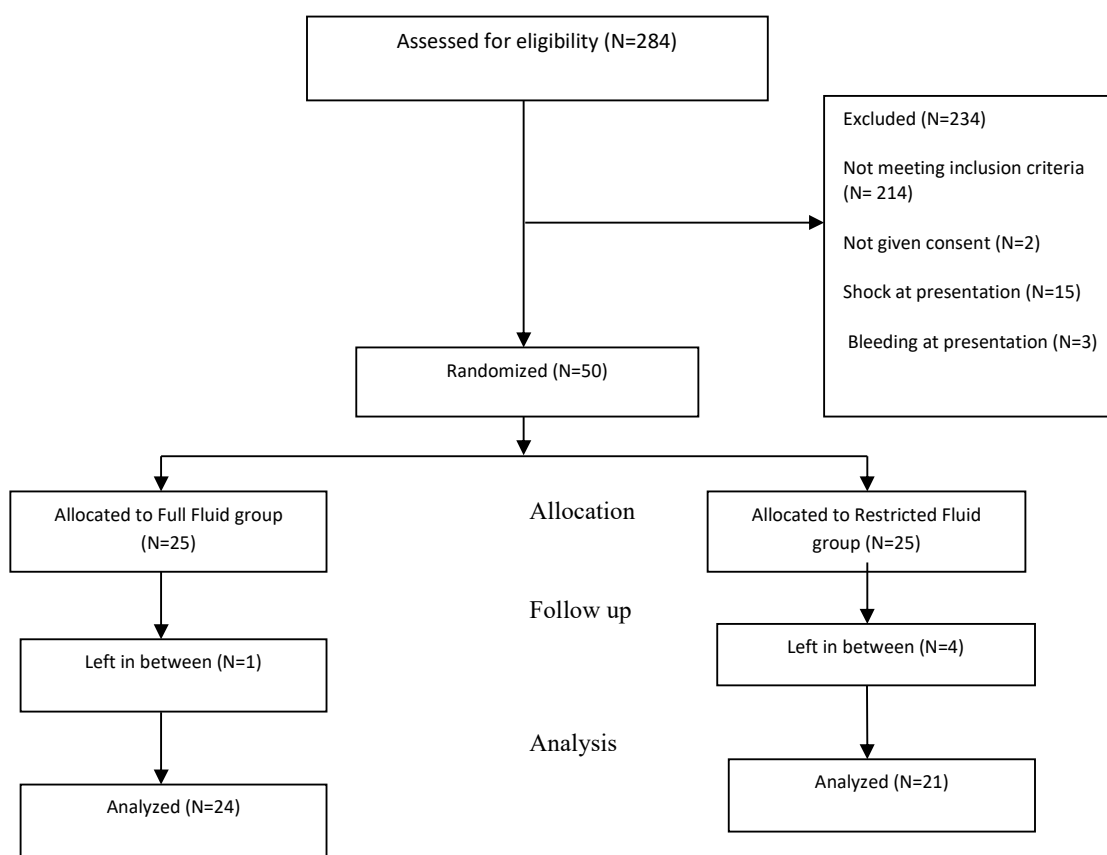 Assessed for eligibility (N=284)
Excluded (N=234)
Not meeting inclusion criteria
(N= 214)
Not given consent (N=2)
Shock at presentation (N=15)
Bleeding at presentation (N=3)
Randomized (N=50)
Allocated to Full Fluid group
(N=25)
Allocation
Allocated to Restricted Fluid
group (N=25)
Follow up
Left in between (N=1)
Left in between (N=4)
Analysis
Analyzed (N=24)
Analyzed (N=21)